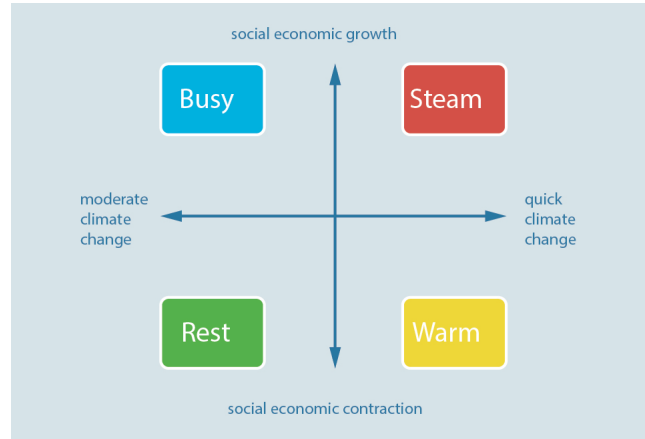 social economic growth
Busy
Steam
moderate
climate
change
quick
climate
change
Rest
Warm
social economic contraction